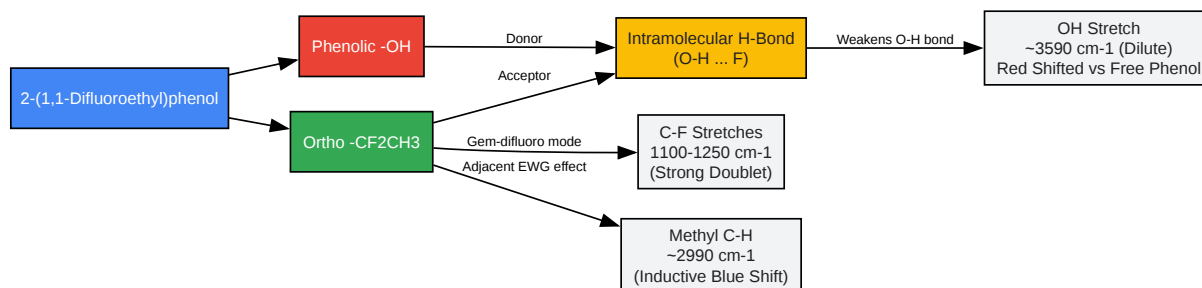 2-(1,1-Difluoroethyl)phenol
Phenolic -OH
Ortho -CF2CH3
Donor
Acceptor
Gem-difluoro mode
Adjacent EWG effect
Intramolecular H-Bond
(O-H ... F)
Weakens O-H bond
OH Stretch
~3590 cm-1 (Dilute)
Red Shifted vs Free Phenol
C-F Stretches
1100-1250 cm-1
(Strong Doublet)
Methyl C-H
~2990 cm-1
(Inductive Blue Shift)